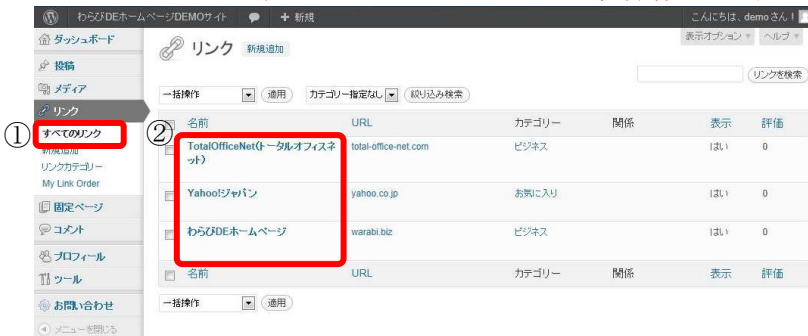 わらびDEホームページDEMOサイト
+ 新規
こんにちは、demoさん！
ダッシュボード
投稿
メディア
リンク
① すべてのリンク
新規追加
リンクカテゴリー
My Link Order
固定ページ
コメント
プロフィール
ツール
お問い合わせ
メニューを閉じる
表示オプション
ヘルプ
リンク 新規追加
リンクを検索
一括操作 適用 カテゴリー指定なし 絞り込み検索
②
名前 URL カテゴリー 関係 表示 評価
TotalOfficeNet(トータルオフィスネ
ット) total-office-net.com ビジネス はい 0
Yahoo!ジャパン yahoo.co.jp お気に入り はい 0
わらびDEホームページ warabi.biz ビジネス はい 0
名前 URL カテゴリー 関係 表示 評価
一括操作 適用